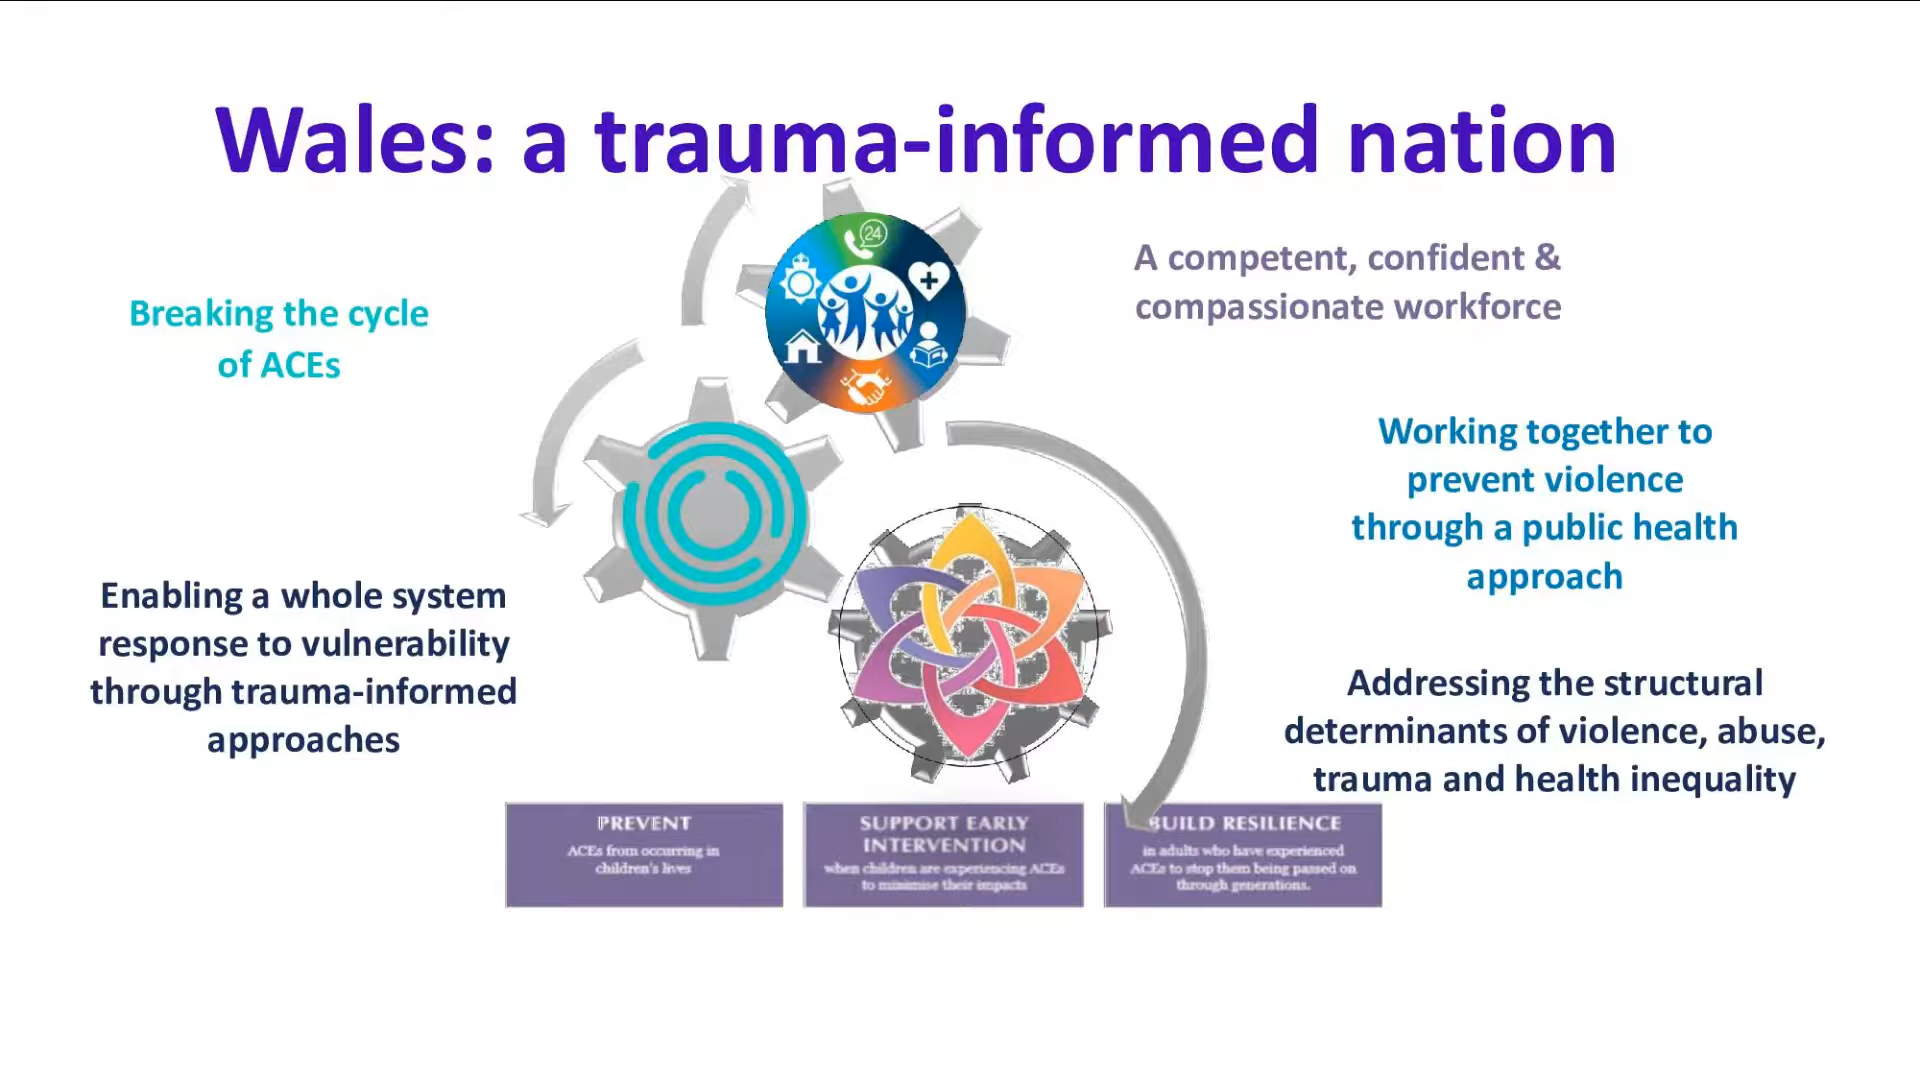 Wales: a trauma-informed nation
24
A competent, confident &
compassionate workforce
Breaking the cycle
of ACEs
Working together to
prevent violence
through a public health
approach
Enabling a whole system
response to vulnerability
through trauma-informed
approaches
Addressing the structural
determinants of violence, abuse,
trauma and health inequality
PREVENT
ACEs from occurring in
children's lives
SUPPORT EARLY
INTERVENTION
when children are experiencing ACEs
to minimise their impacts
BUILD RESILIENCE
in adults who have experienced
ACEs to stop them being passed on
through generations.